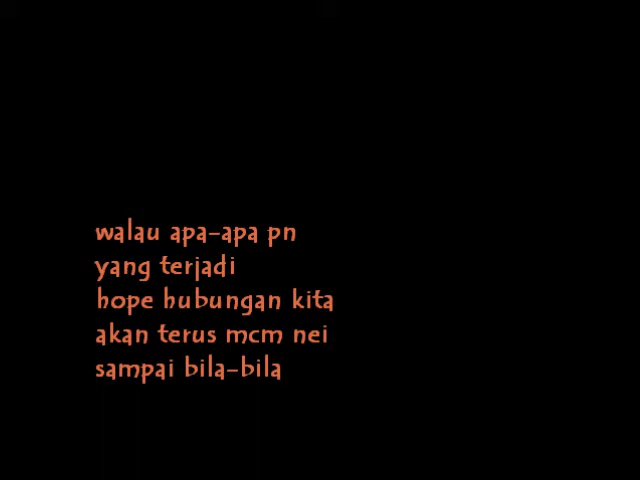 walau apa-apa pn
yang terjadi
hope hubungan kita
akan terus mcm nei
sampai bila-bila